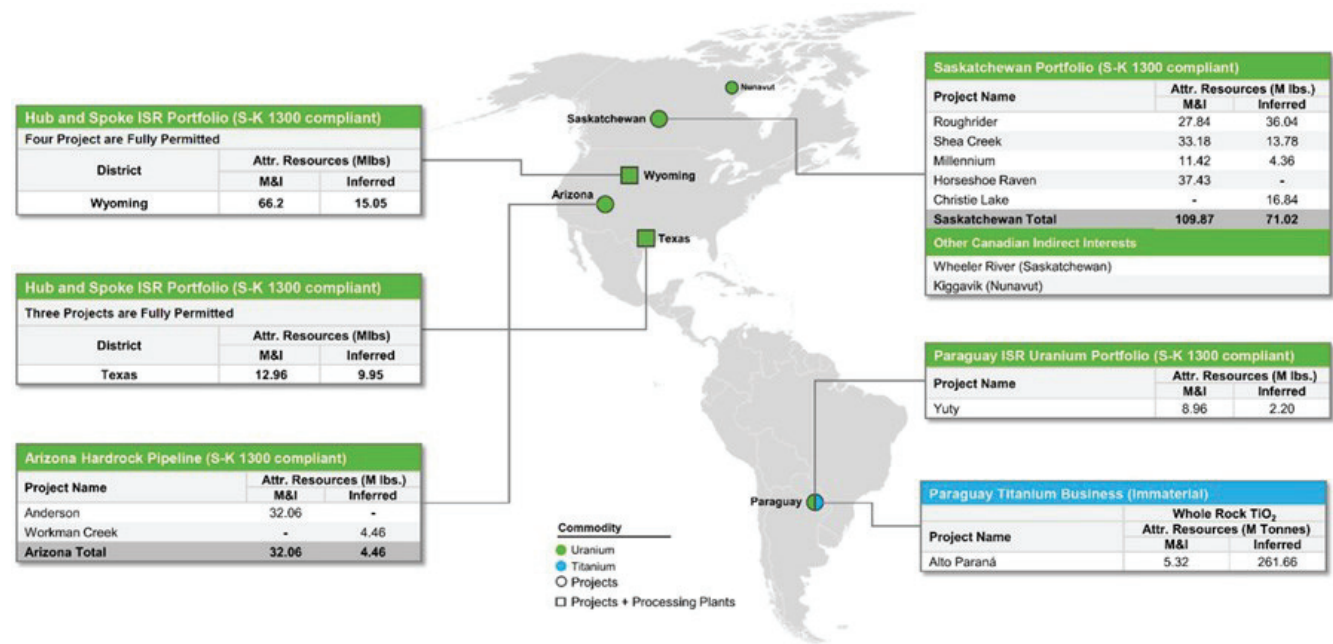 Hub and Spoke ISR Portfolio (S-K 1300 compliant)
Four Project are Fully Permitted
District
Attr. Resources (Mlbs)
M&I Inferred
Wyoming 66.2 15.05
Hub and Spoke ISR Portfolio (S-K 1300 compliant)
Three Projects are Fully Permitted
District
Attr. Resources (Mlbs)
M&I Inferred
Texas 12.96 9.95
Arizona Hardrock Pipeline (S-K 1300 compliant)
Project Name
Attr. Resources (M lbs.)
M&I Inferred
Anderson 32.06 -
Workman Creek - 4.46
Arizona Total 32.06 4.46
Nunavut
Saskatchewan
Wyoming
Arizona
Texas
Paraguay
Commodity
Uranium
Titanium
Projects
Projects + Processing Plants
Saskatchewan Portfolio (S-K 1300 compliant)
Project Name
Attr. Resources (M lbs.)
M&I Inferred
Roughrider 27.84 36.04
Shea Creek 33.18 13.78
Millennium 11.42 4.36
Horseshoe Raven 37.43 -
Christie Lake - 16.84
Saskatchewan Total 109.87 71.02
Other Canadian Indirect Interests
Wheeler River (Saskatchewan)
Kiggavik (Nunavut)
Paraguay ISR Uranium Portfolio (S-K 1300 compliant)
Project Name
Attr. Resources (M lbs.)
M&I Inferred
Yuty 8.96 2.20
Paraguay Titanium Business (Immaterial)
Whole Rock TiO₂
Project Name
Attr. Resources (M Tonnes)
M&I Inferred
Alto Paraná 5.32 261.66